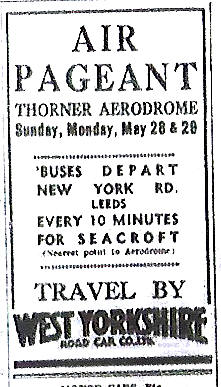 AIR
PAGEANT
THORNER AERODROME
Sunday, Monday, May 28 & 29
'BUSES DEPART
NEW YORK RD.
LEEDS
EVERY 10 MINUTES
FOR SEACROFT
(Nearest point to Aerodrome)
TRAVEL BY
WEST YORKSHIRE
ROAD CAR CO. LTD.